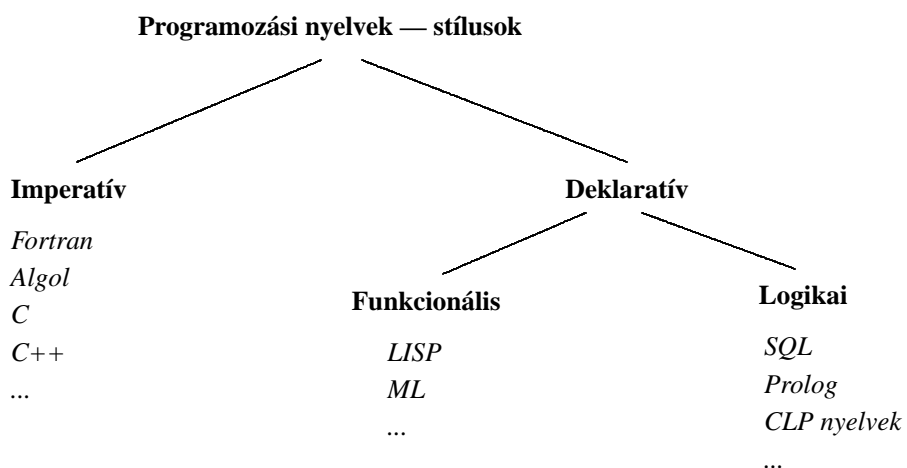 Programozási nyelvek — stílusok
Imperatív
Fortran
Algol
C
C++
...
Deklaratív
Funkcionális
LISP
ML
...
Logikai
SQL
Prolog
CLP nyelvek
...